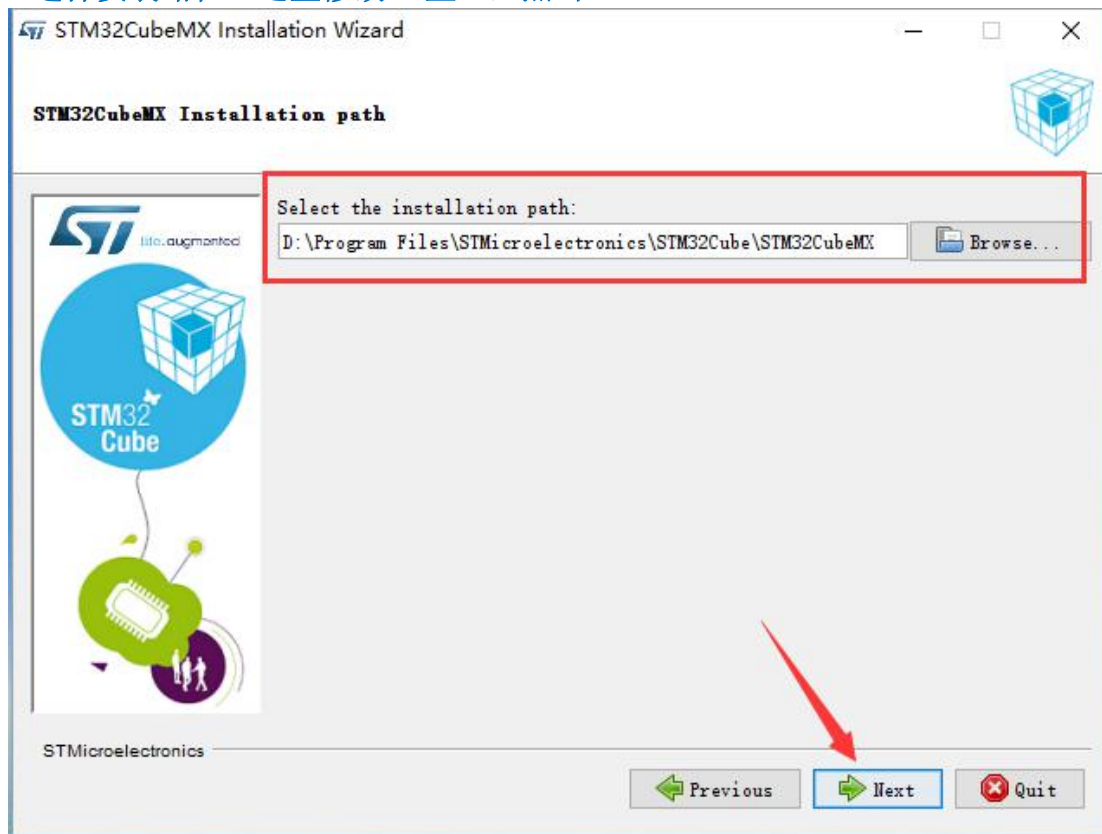 STM32CubeMX Installation Wizard
STM32CubeMX Installation path
life.augmented
Select the installation path:
D:\Program Files\STMicroelectronics\STM32Cube\STM32CubeMX
Browse...
STM32
Cube
STMicroelectronics
Previous
Next
Quit